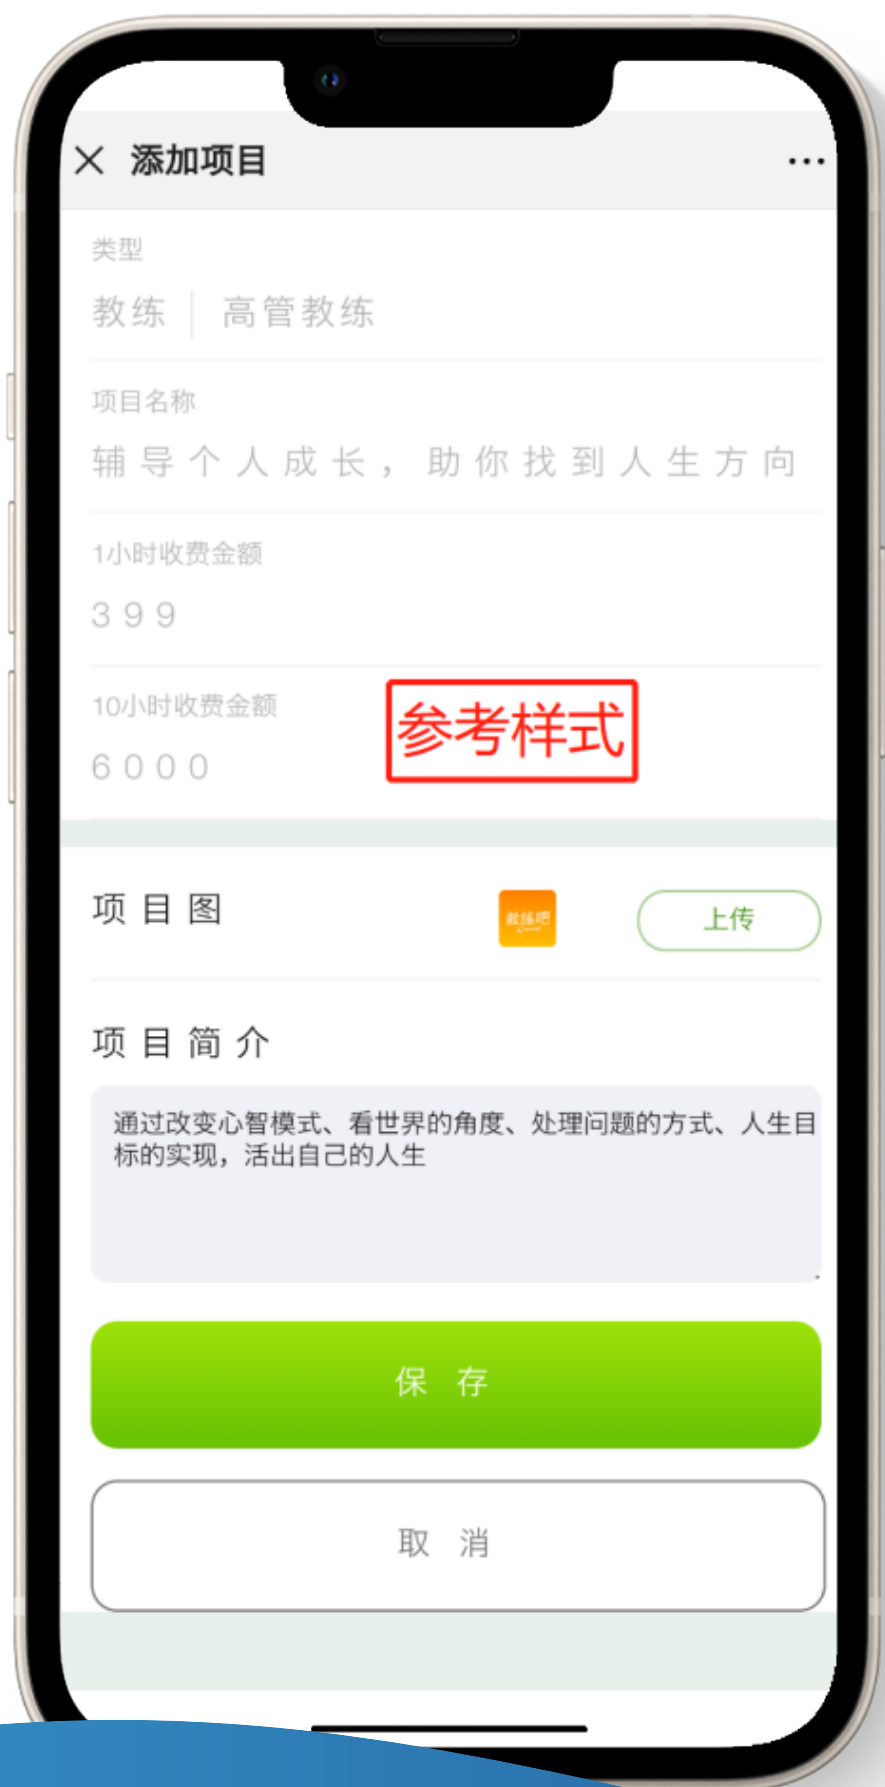 添加项目
类型
教练 高管教练
项目名称
辅导个人成长，助你找到人生方向
1小时收费金额
399
10小时收费金额
6000
参考样式
项目图
教练吧
上传
项目简介
通过改变心智模式、看世界的角度、处理问题的方式、人生目
标的实现，活出自己的人生
保存
取消